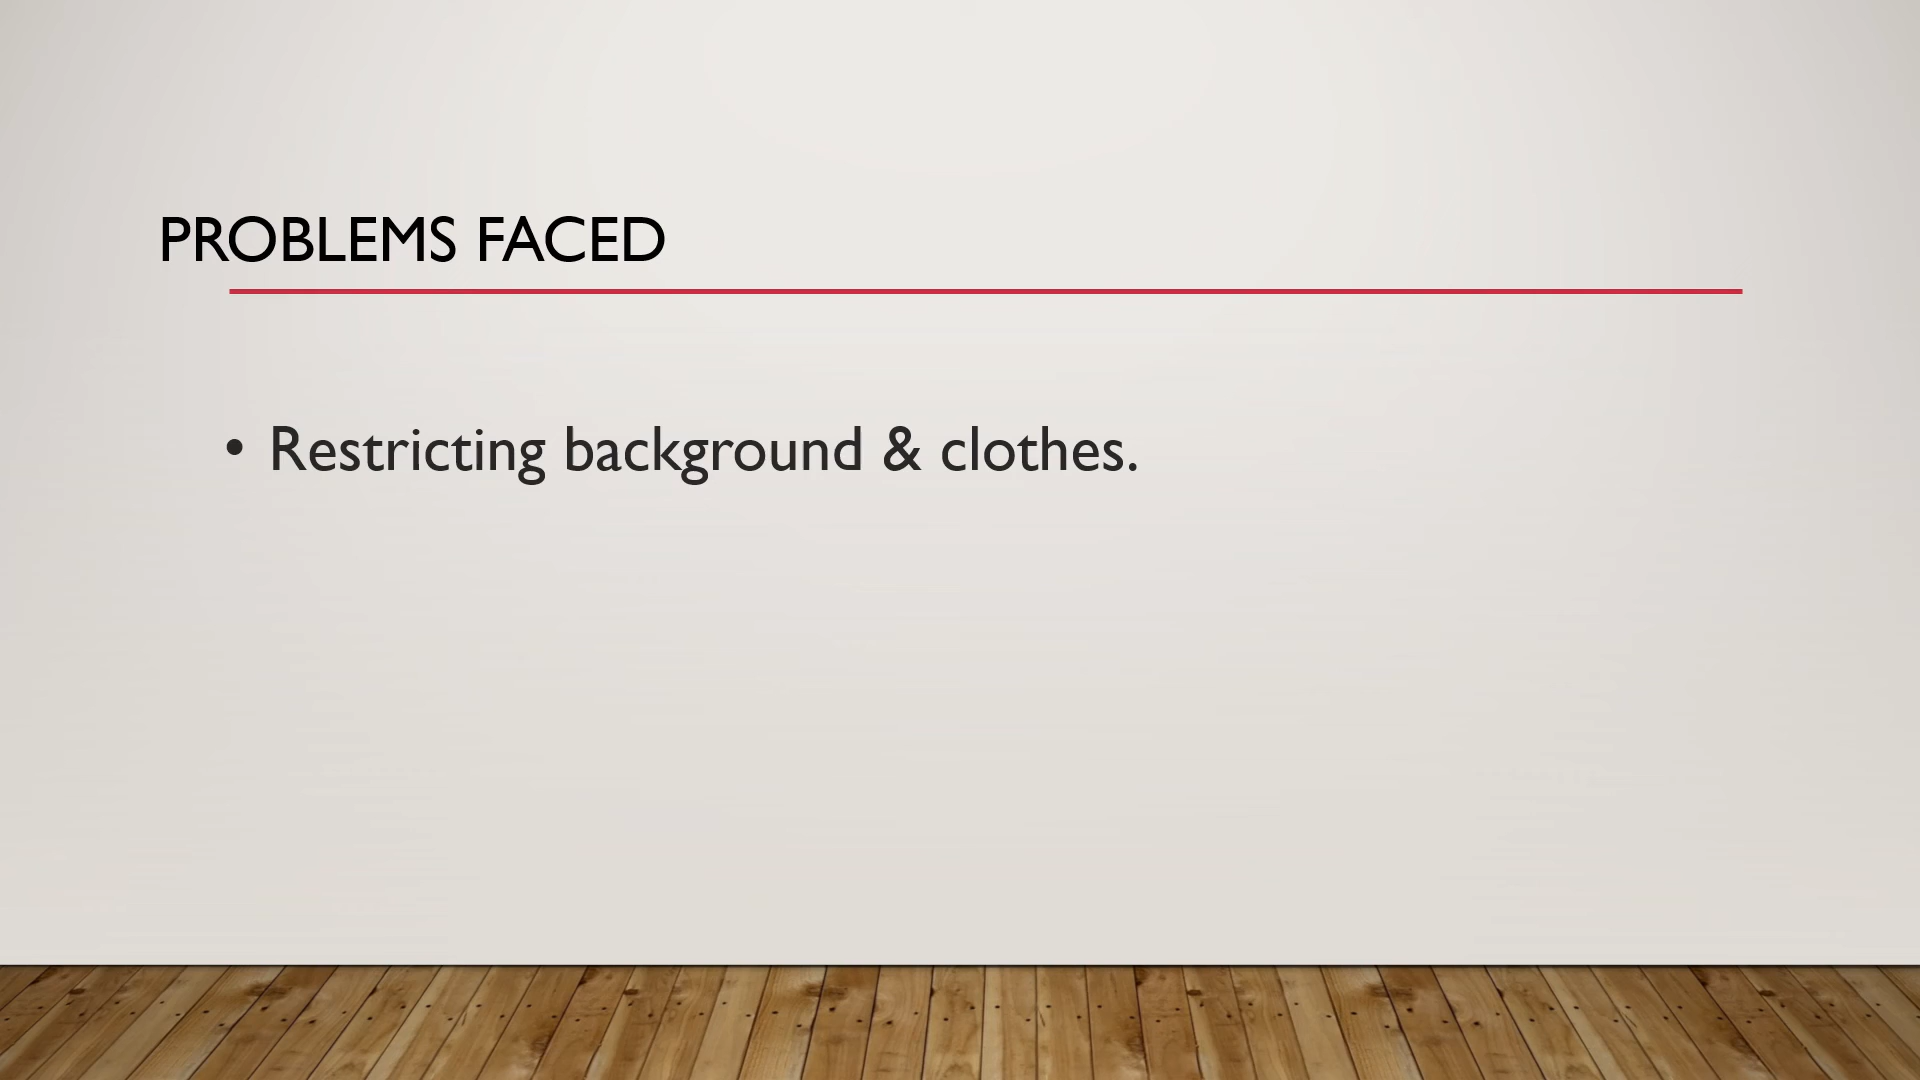 PROBLEMS FACED
• Restricting background & clothes.